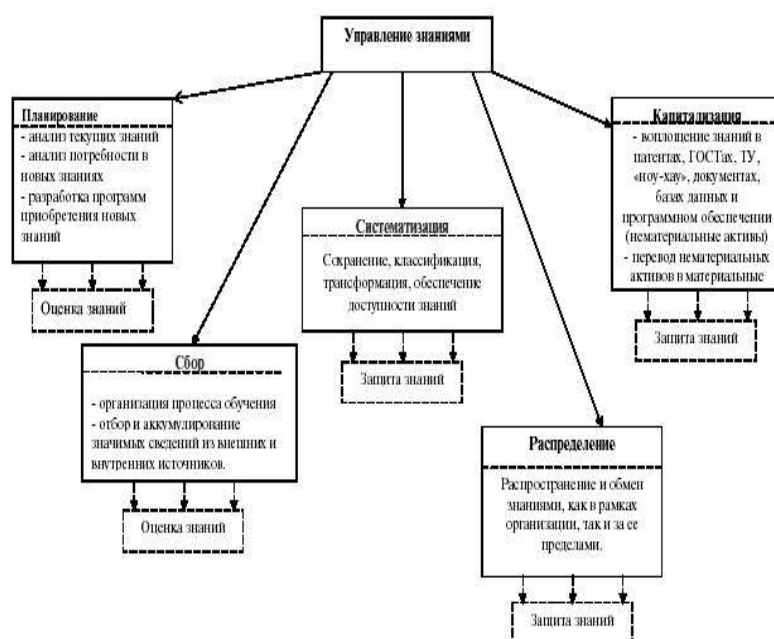 Управление знаниями
Планирование
- анализ текущих знаний
- анализ потребности в
новых знаниях
- разработка программ
приобретения новых
знаний
Оценка знаний
Сбор
- организация процесса обучения
- отбор и аккумулирование
значимых сведений из внешних и
внутренних источников.
Оценка знаний
Систематизация
Сохранение, классификация,
трансформация, обеспечение
доступности знаний
Защита знаний
Распределение
Распространение и обмен
знаниями, как в рамках
организации, так и за ее
пределами.
Защита знаний
Капитализация
- воплощение знаний в
патентах, ГОСТах, ТУ,
«ноу-хау», документах,
базах данных и
программном обеспечении
(нематериальные активы)
- перевод нематериальных
активов в материальные
Защита знаний